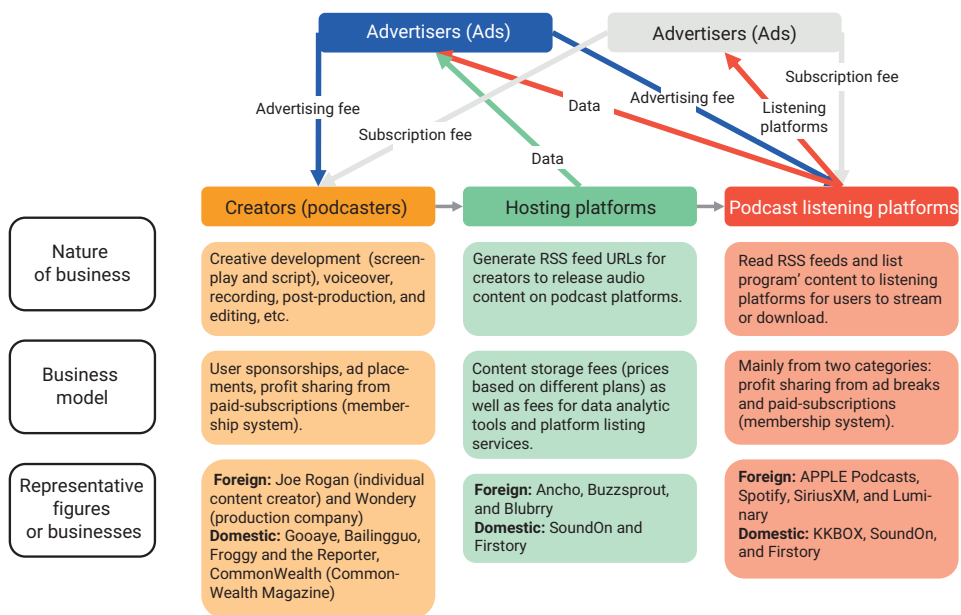 Advertisers (Ads)
Advertisers (Ads)
Subscription fee
Advertising fee
Data
Advertising fee
Listening
platforms
Subscription fee
Data
Creators (podcasters)
Hosting platforms
Podcast listening platforms
Nature
of business
Creative development (screen-
play and script), voiceover,
recording, post-production, and
editing, etc.
Generate RSS feed URLs for
creators to release audio
content on podcast platforms.
Read RSS feeds and list
program’ content to listening
platforms for users to stream
or download.
Business
model
User sponsorships, ad place-
ments, profit sharing from
paid-subscriptions (member-
ship system).
Content storage fees (prices
based on different plans) as
well as fees for data analytic
tools and platform listing
services.
Mainly from two categories:
profit sharing from ad breaks
and paid-subscriptions
(membership system).
Representative
figures
or businesses
Foreign: Joe Rogan (individual
content creator) and Wondery
(production company)
Domestic: Gooaye, Bailingguo,
Froggy and the Reporter,
CommonWealth (Common-
Wealth Magazine)
Foreign: Ancho, Buzzsprout,
and Blubrry
Domestic: SoundOn and
Firstory
Foreign: APPLE Podcasts,
Spotify, SiriusXM, and Lumi-
nary
Domestic: KKBOX, SoundOn,
and Firstory